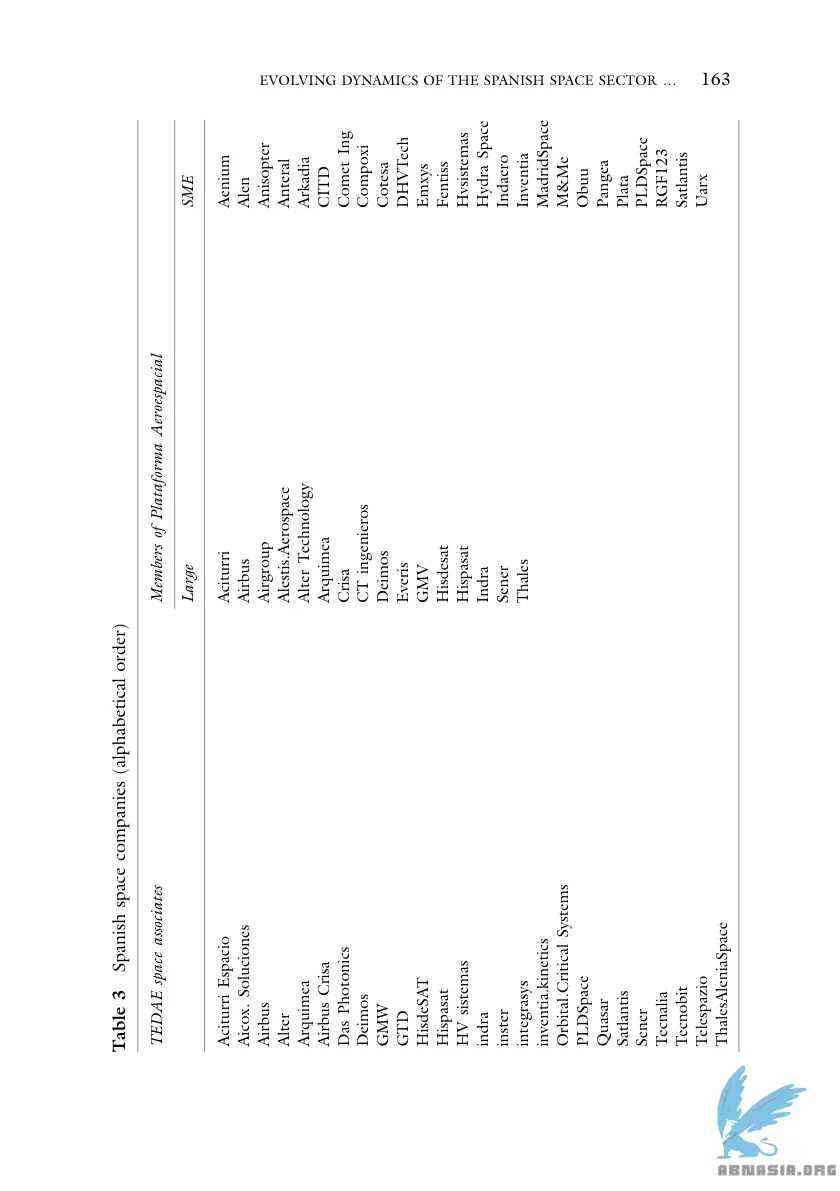 EVOLVING DYNAMICS OF THE SPANISH SPACE SECTOR … 163
Table 3 Spanish space companies (alphabetical order)
TEDAE space associates Members of Plataforma Aeroespacial
Large SME
Aciturri Espacio Aciturri Aenium
Aicox. Soluciones Airbus Alen
Airbus Airgroup Anisopter
Alter Alestis.Aerospace Anteral
Arquimea Alter Technology Arkadia
Airbus Crisa Arquimea CITD
Das Photonics Crisa Comet Ing
Deimos CT ingenieros Compoxi
GMW Deimos Cotesa
GTD Everis DHVTech
HisdeSAT GMV Emxys
Hispasat Hisdesat Fentiss
HV sistemas Hispasat Hvsistemas
indra Indra Hydra Space
inster Sener Indaero
integrasys Thales Inventia
inventia.kinetics MadridSpace
Orbital.Critical Systems M&Me
PLDSpace Obuu
Quasar Pangea
Satlantis Plata
Sener PLDSpace
Tecnalia RGF123
Tecnobit Satlantis
Telespazio Uarx
ThalesAleniaSpace
ABNASIA.ORG